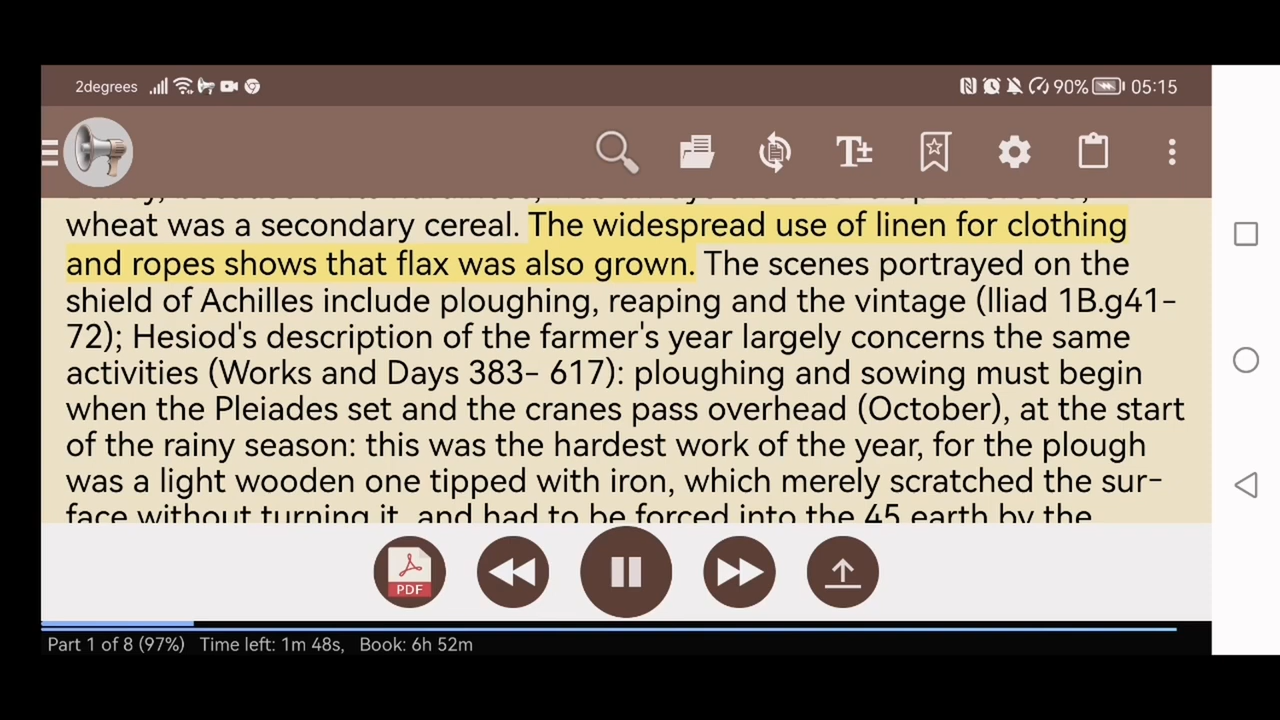 2degrees 90% 05:15
wheat was a secondary cereal. The widespread use of linen for clothing
and ropes shows that flax was also grown. The scenes portrayed on the
shield of Achilles include ploughing, reaping and the vintage (lliad 1B.g41-
72); Hesiod's description of the farmer's year largely concerns the same
activities (Works and Days 383- 617): ploughing and sowing must begin
when the Pleiades set and the cranes pass overhead (October), at the start
of the rainy season: this was the hardest work of the year, for the plough
was a light wooden one tipped with iron, which merely scratched the sur-
face without turning it, and had to be forced into the 45 earth by the
PDF
Part 1 of 8 (97%) Time left: 1m 48s, Book: 6h 52m